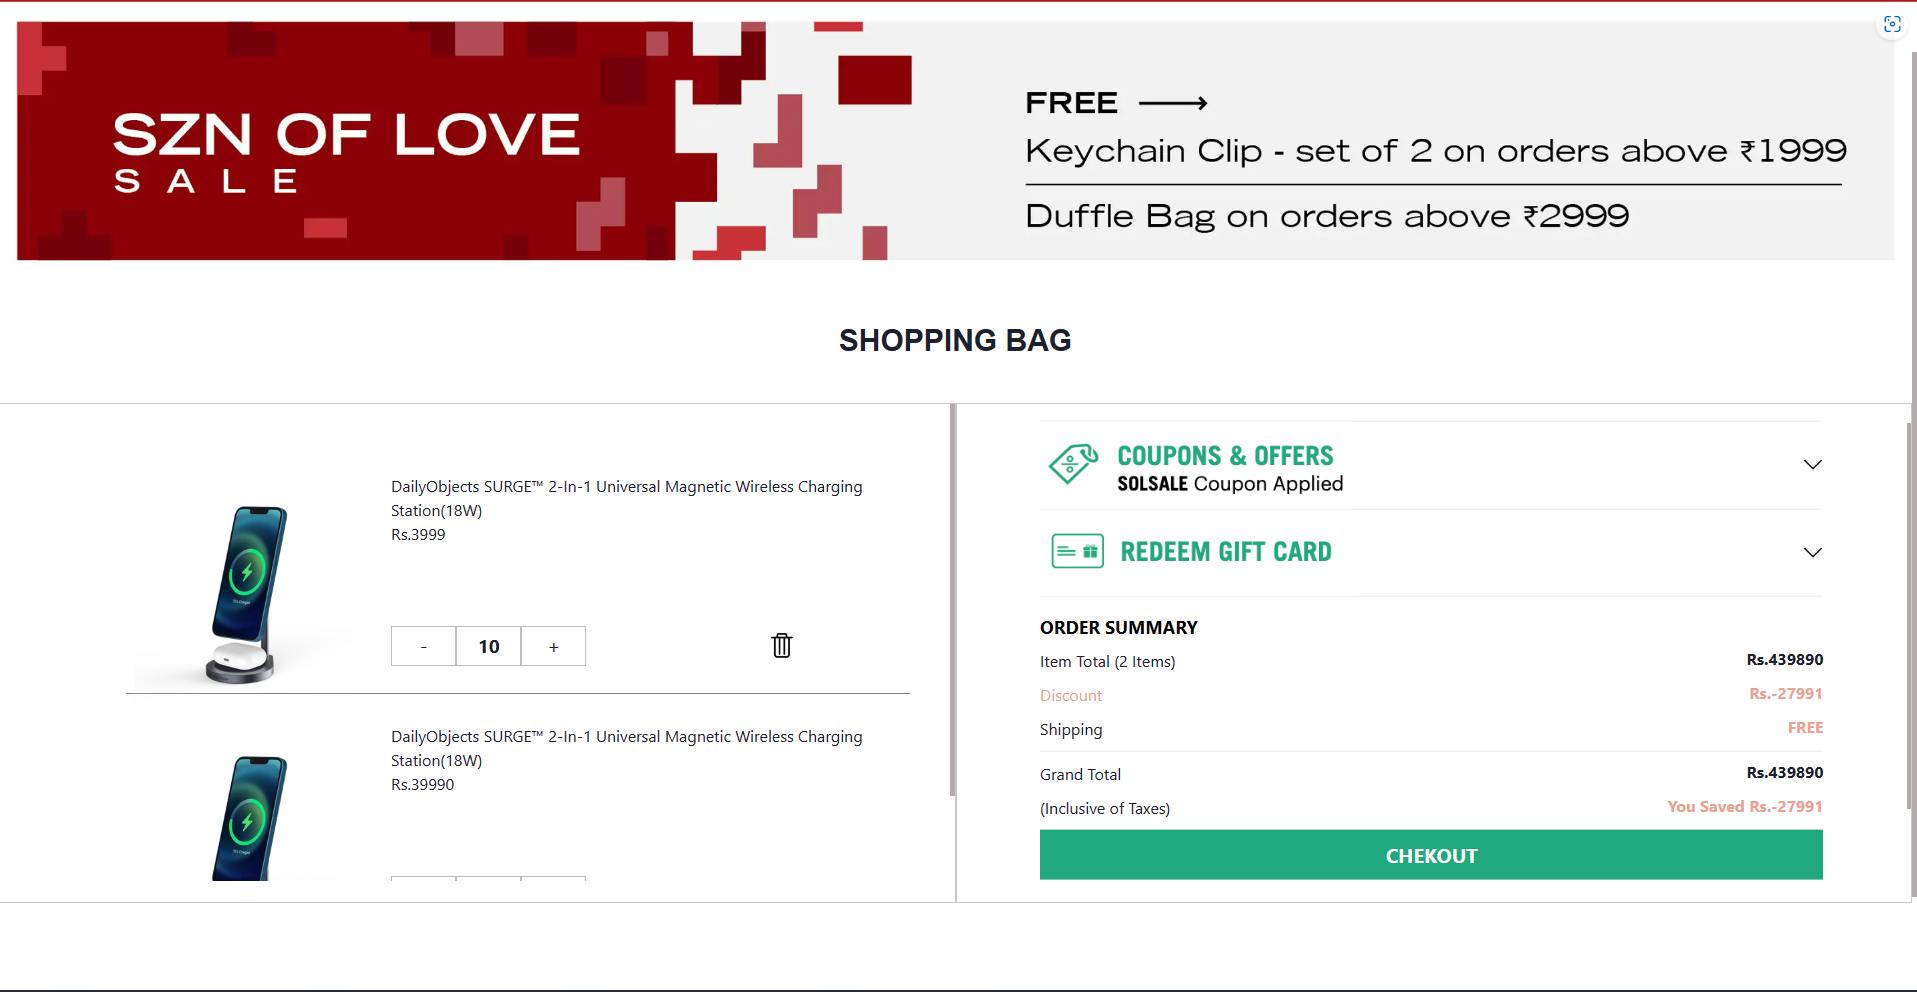 SZN OF LOVE
SALE
FREE
Keychain Clip - set of 2 on orders above ₹1999
Duffle Bag on orders above ₹2999
SHOPPING BAG
DailyObjects SURGE™ 2-In-1 Universal Magnetic Wireless Charging
Station(18W)
Rs.3999
- 10 +
DailyObjects SURGE™ 2-In-1 Universal Magnetic Wireless Charging
Station(18W)
Rs.39990
COUPONS & OFFERS
SOLSALE Coupon Applied
REDEEM GIFT CARD
ORDER SUMMARY
Item Total (2 Items) Rs.439890
Discount Rs.-27991
Shipping FREE
Grand Total Rs.439890
(Inclusive of Taxes) You Saved Rs.-27991
CHEKOUT